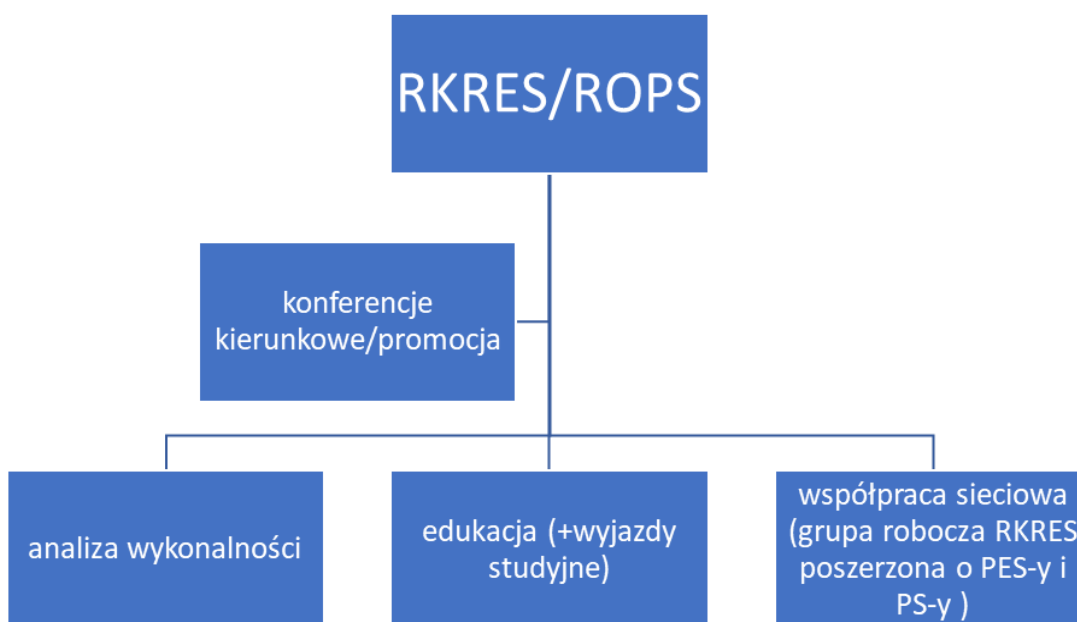 RKRES/ROPS
konferencje
kierunkowe/promocja
analiza wykonalności
edukacja (+wyjazdy
studyjne)
współpraca sieciowa
(grupa robocza RKRES
poszerzona o PES-y i
PS-y )